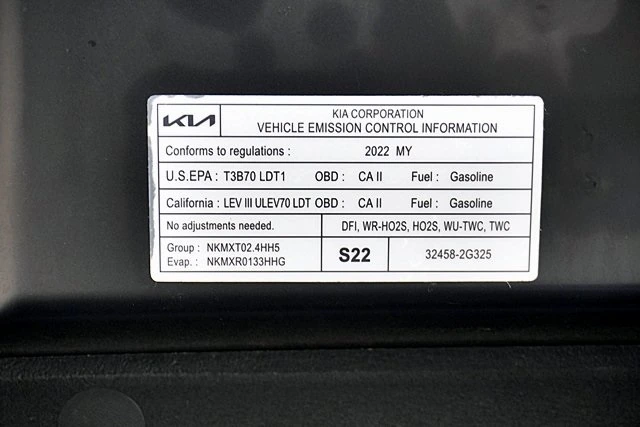 KIA
KIA CORPORATION
VEHICLE EMISSION CONTROL INFORMATION
Conforms to regulations : 2022 MY
U.S.EPA : T3B70 LDT1 OBD : CA II Fuel : Gasoline
California : LEV III ULEV70 LDT OBD : CA II Fuel : Gasoline
No adjustments needed. DFI, WR-HO2S, HO2S, WU-TWC, TWC
Group : NKMXT02.4HH5
Evap. : NKMXR0133HHG
S22
32458-2G325